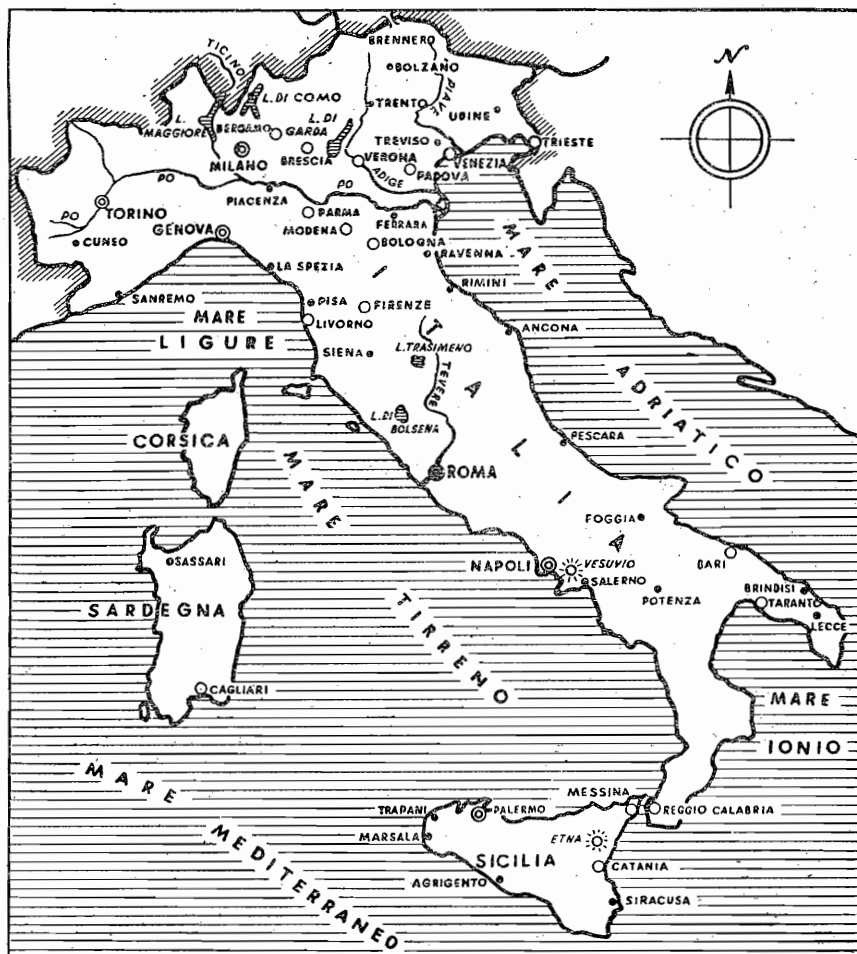 N
BRENNERO
BOLZANO
TICINO
L. DI COMO
L. MAGGIORE
BERGAMO
L. DI GARDA
TRENTO
PIAVE
UDINE
TREVISO
TRIESTE
MILANO
BRESCIA
VERONA
VENEZIA
PADOVA
ADIGE
PO
PO
PO
TORINO
PIACENZA
CUNEO
GENOVA
PARMA
MODENA
FERRARA
BOLOGNA
RAVENNA
LA SPEZIA
RIMINI
SANREMO
PISA
FIRENZE
LIVORNO
ANCONA
MARE
LIGURE
SIENA
L. TRASIMENO
TEVERE
L. DI
BOLSENA
ITALIA
MARE
ADRIATICO
CORSICA
PESCARA
ROMA
MARE
TIRRENO
FOGGIA
SASSARI
NAPOLI
VESUVIO
SALERNO
BARI
POTENZA
BRINDISI
TARANTO
LECCE
SARDEGNA
CAGLIARI
MARE
IONIO
MARE
MEDITERRANEO
MESSINA
REGGIO CALABRIA
TRAPANI
PALERMO
MARSALA
ETNA
SICILIA
CATANIA
AGRIGENTO
SIRACUSA